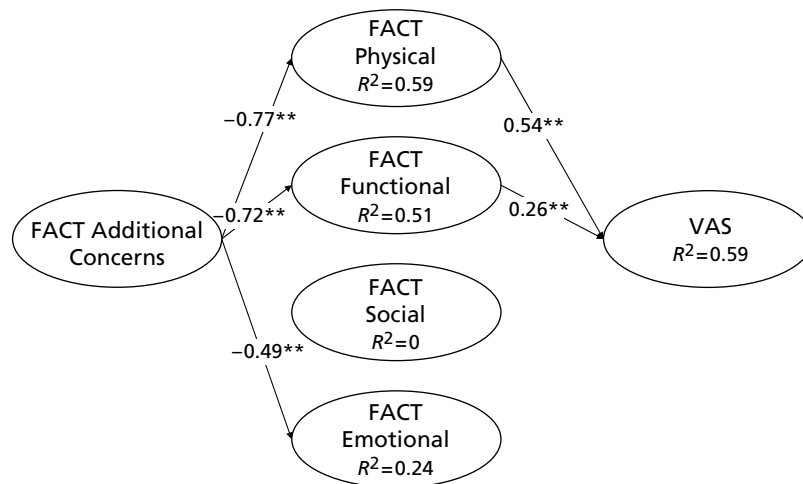 FACT
Physical
R²=0.59
−0.77**
0.54**
FACT
Functional
R²=0.51
−0.72**
0.26**
FACT Additional
Concerns
VAS
R²=0.59
FACT
Social
R²=0
−0.49**
FACT
Emotional
R²=0.24